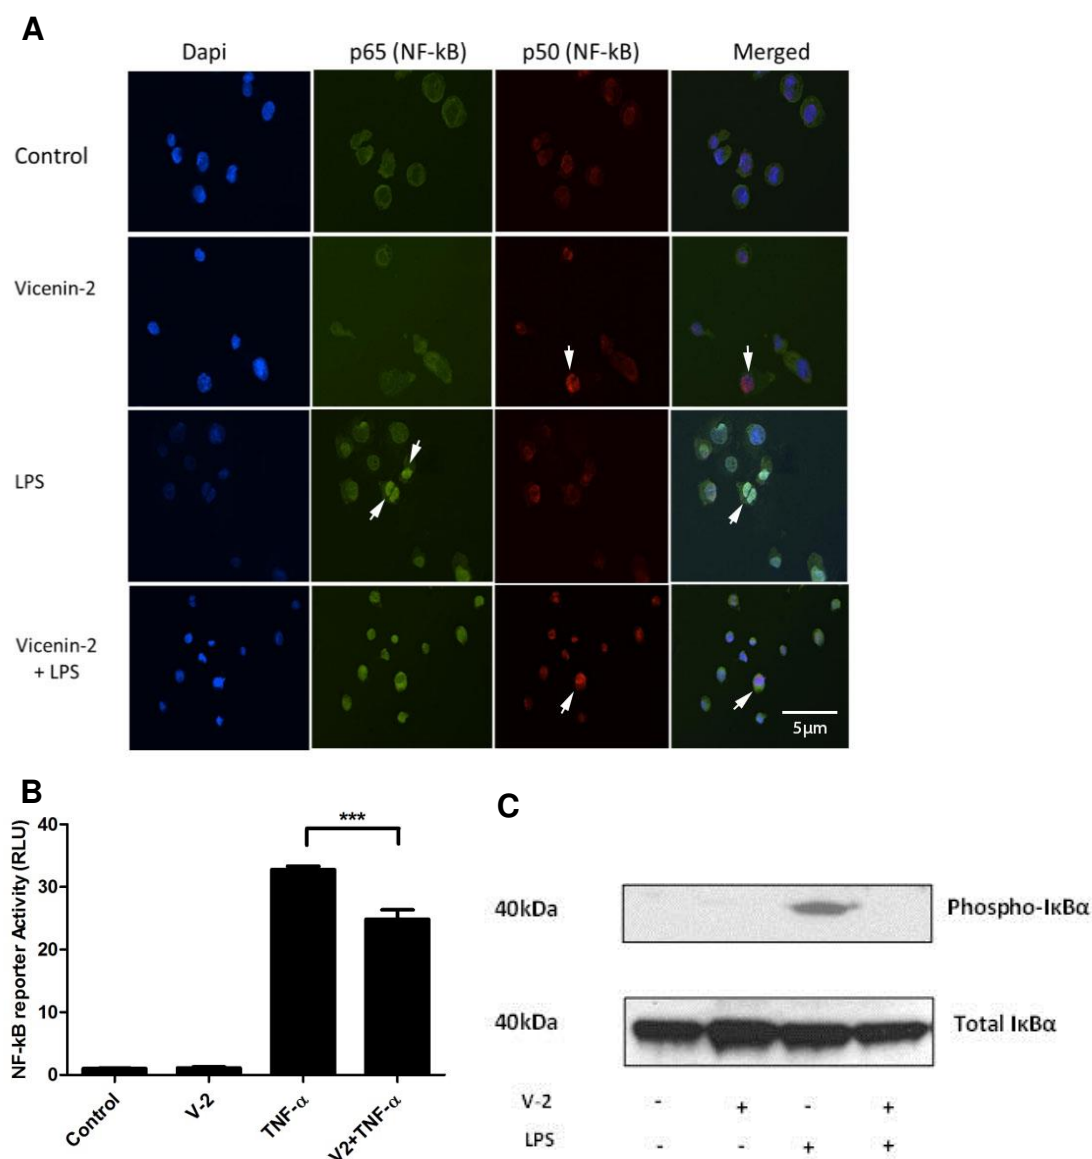 A
Dapi p65 (NF-kB) p50 (NF-kB) Merged
Control
Vicenin-2
LPS
Vicenin-2
+ LPS
5µm
B
NF-kB reporter Activity (RLU)
40
30
20
10
0
***
Control V-2 TNF-α V2+TNF-α
C
40kDa Phospho-IκBα
40kDa Total IκBα
V-2 - + - +
LPS - - + +